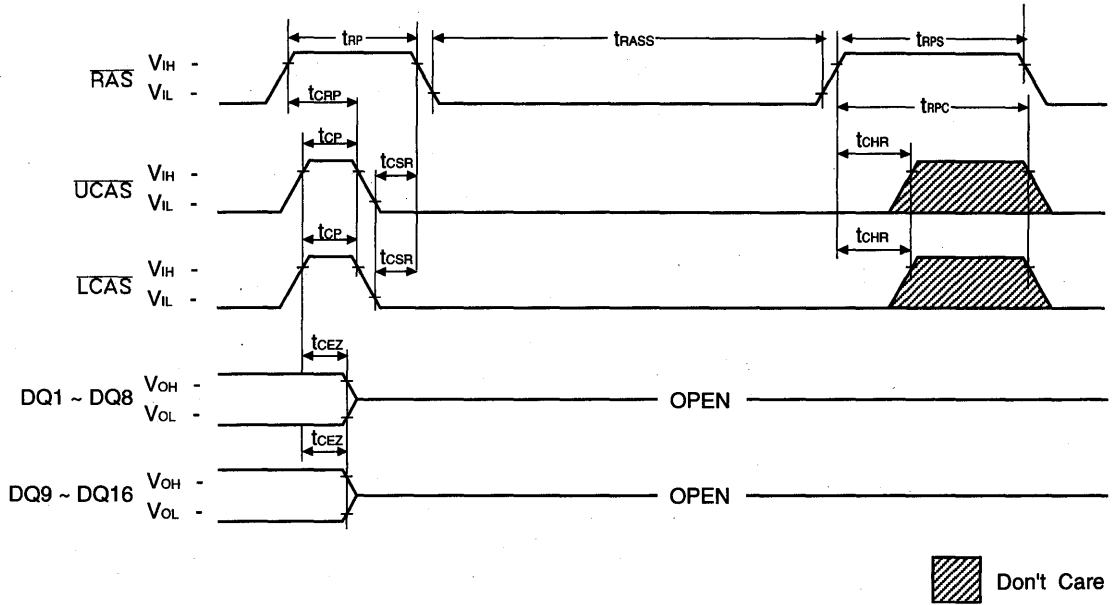 tRP
tRASS
tRPS
RAS
VIH -
VIL -
tCRP
tRPC
tCP
tCSR
tCHR
UCAS
VIH -
VIL -
tCP
tCSR
tCHR
LCAS
VIH -
VIL -
tCEZ
DQ1 ~ DQ8
VOH -
VOL -
OPEN
tCEZ
DQ9 ~ DQ16
VOH -
VOL -
OPEN
Don't Care